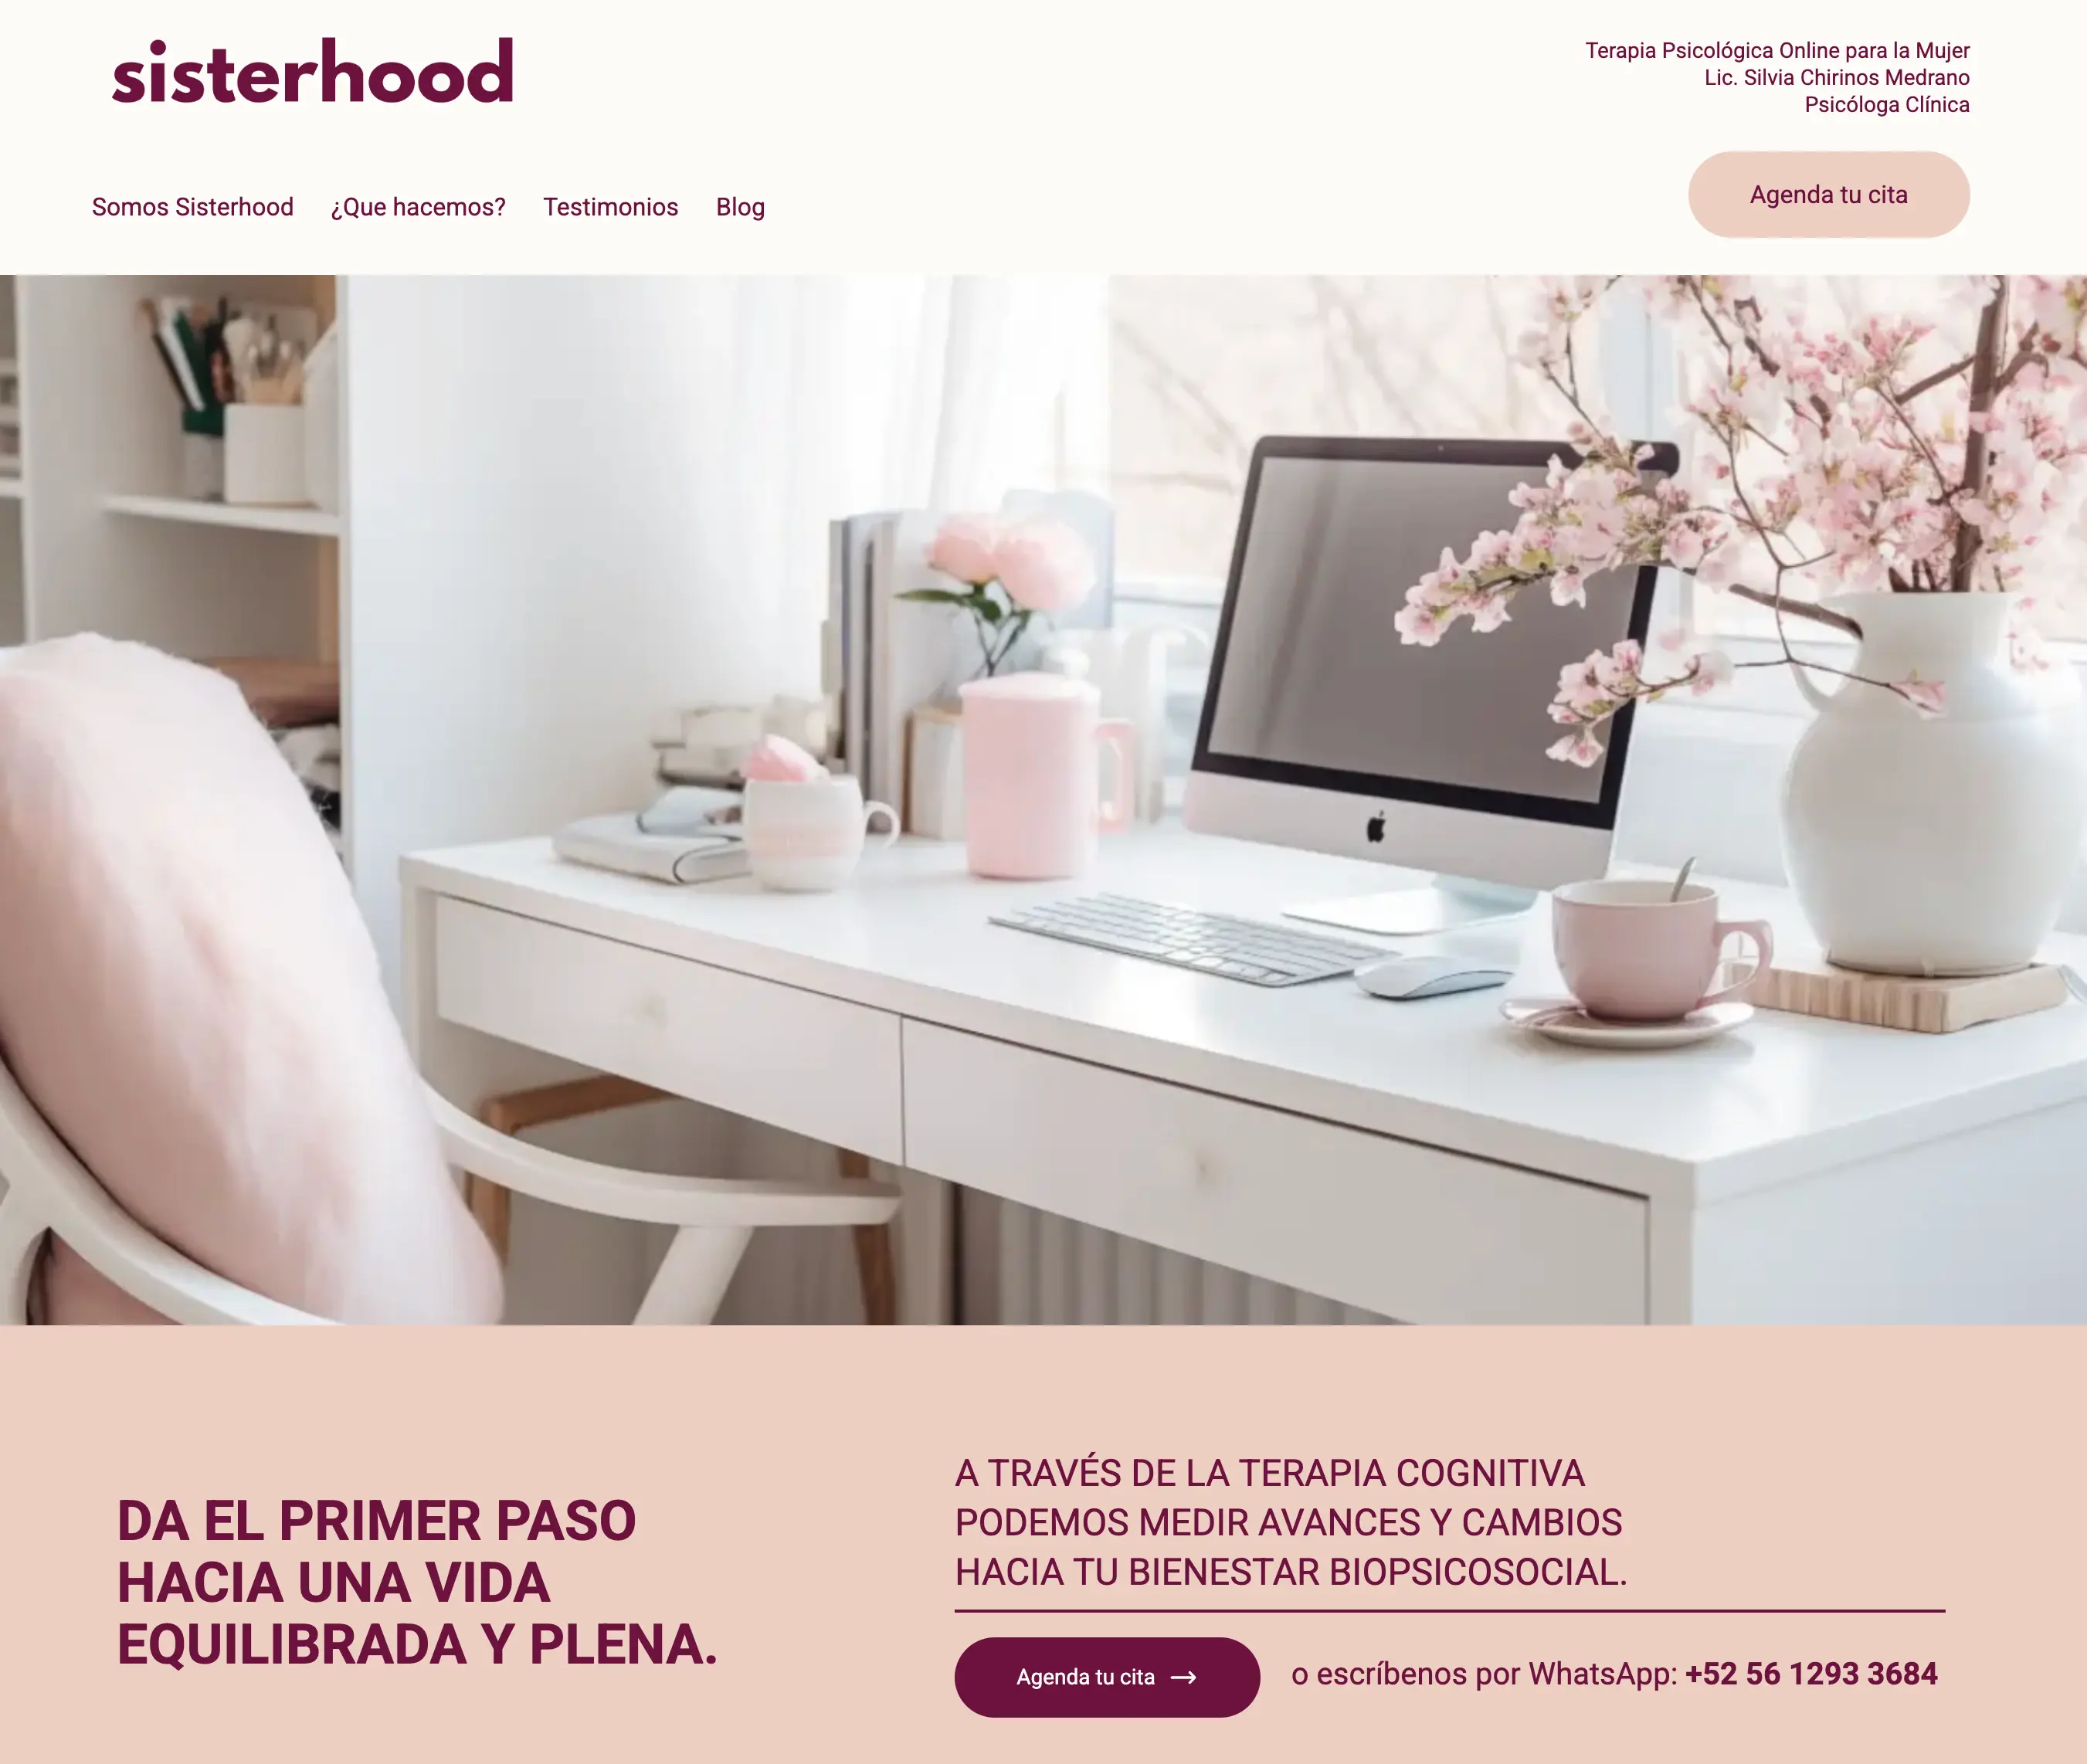 sisterhood
Terapia Psicológica Online para la Mujer
Lic. Silvia Chirinos Medrano
Psicóloga Clínica
Somos Sisterhood
¿Que hacemos?
Testimonios
Blog
Agenda tu cita
DA EL PRIMER PASO
HACIA UNA VIDA
EQUILIBRADA Y PLENA.
A TRAVÉS DE LA TERAPIA COGNITIVA
PODEMOS MEDIR AVANCES Y CAMBIOS
HACIA TU BIENESTAR BIOPSICOSOCIAL.
Agenda tu cita →
o escríbenos por WhatsApp: +52 56 1293 3684